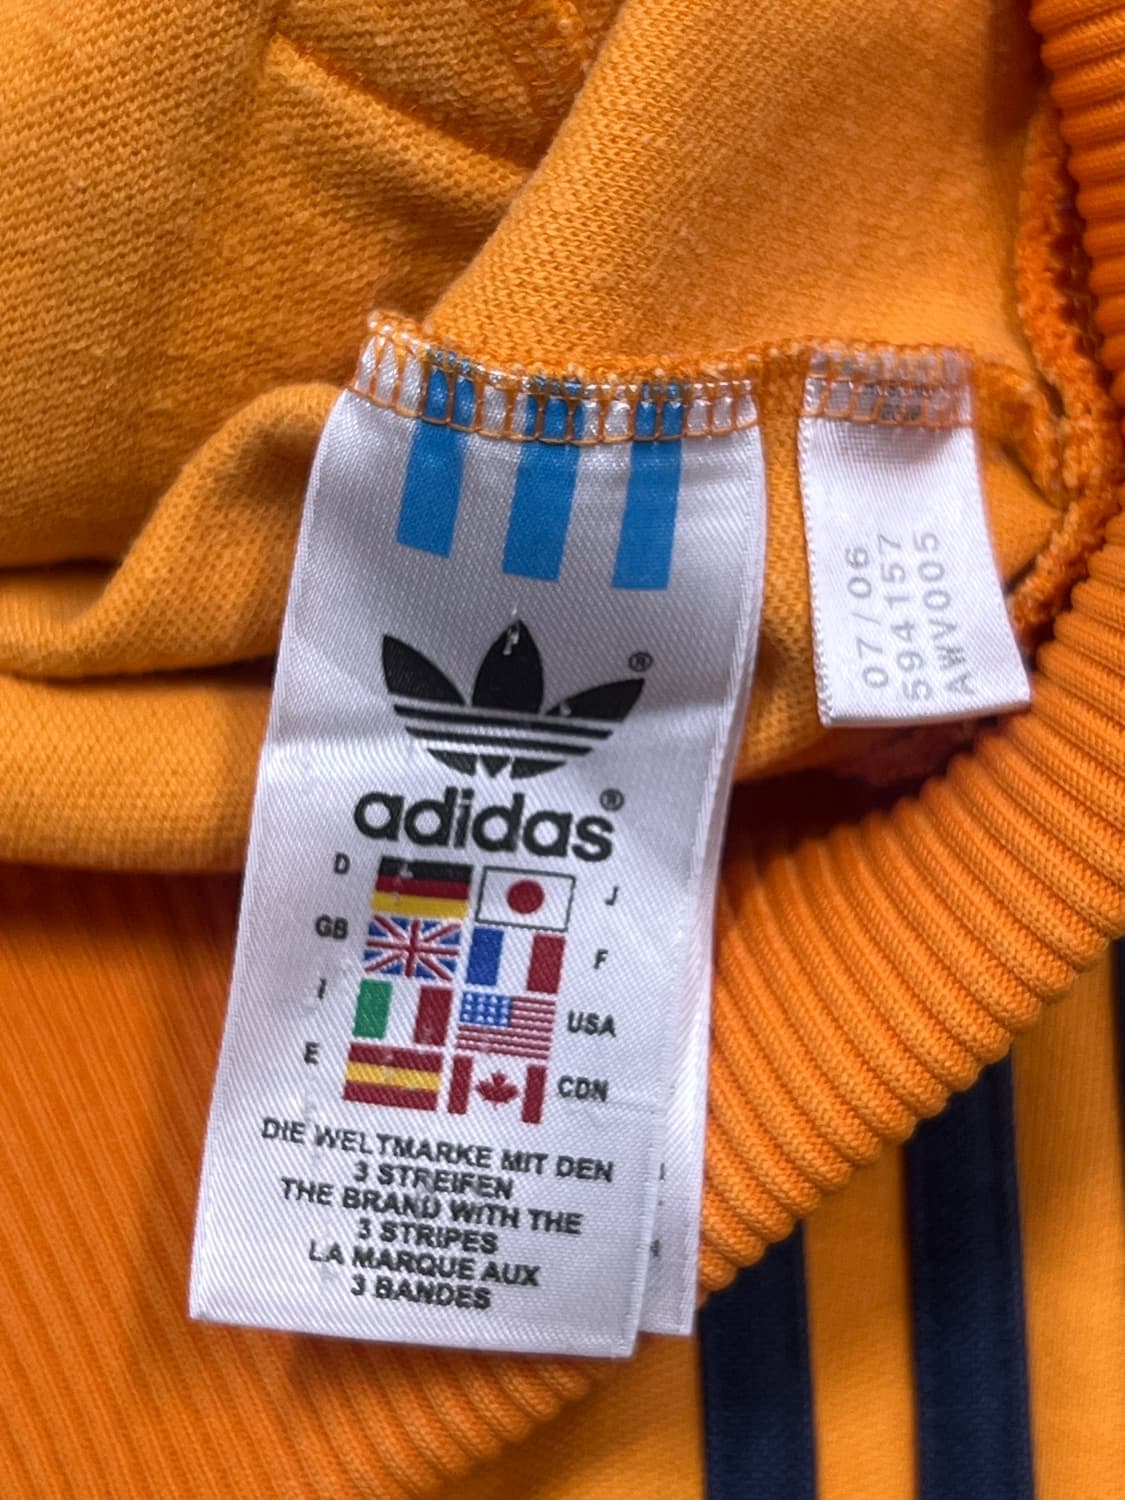 ®
adidas®
D
J
GB
F
I
USA
E
CDN
DIE WELTMARKE MIT DEN
3 STREIFEN
THE BRAND WITH THE
3 STRIPES
LA MARQUE AUX
3 BANDES
07/06
594157
AWV005